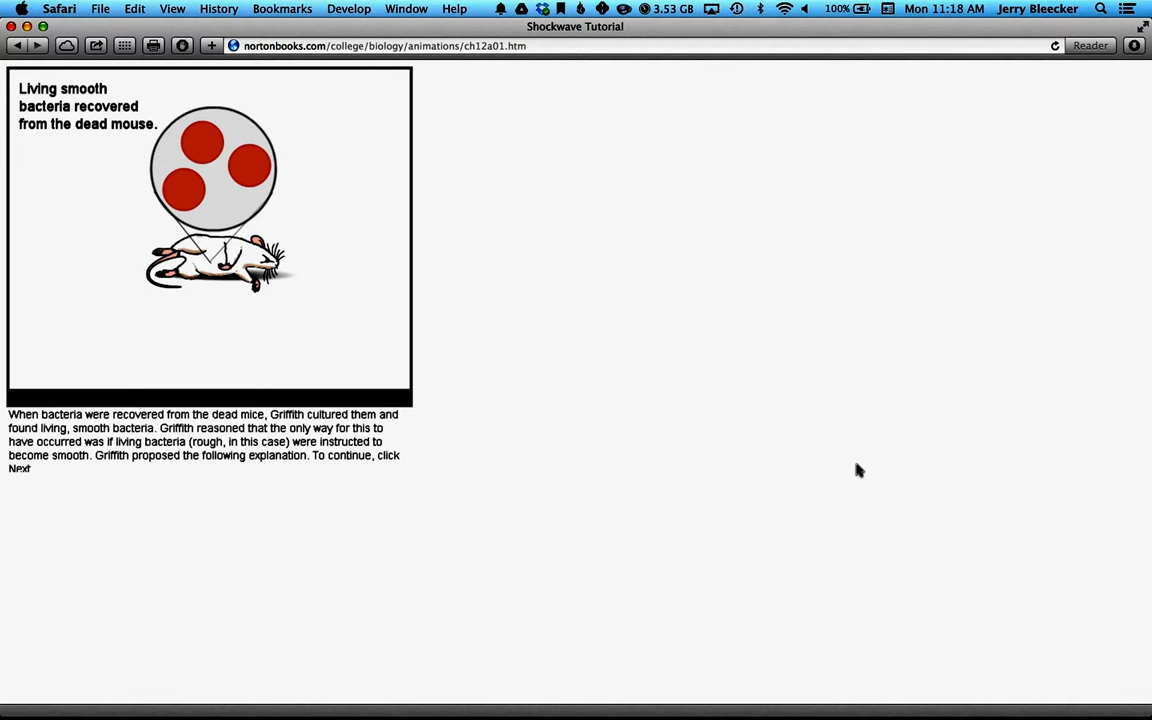 Safari File Edit View History Bookmarks Develop Window Help 3.53 GB 100% Mon 11:18 AM Jerry Bleecker
Shockwave Tutorial
nortonbooks.com/college/biology/animations/ch12a01.htm Reader
Living smooth
bacteria recovered
from the dead mouse.
When bacteria were recovered from the dead mice, Griffith cultured them and
found living, smooth bacteria. Griffith reasoned that the only way for this to
have occurred was if living bacteria (rough, in this case) were instructed to
become smooth. Griffith proposed the following explanation. To continue, click
Next